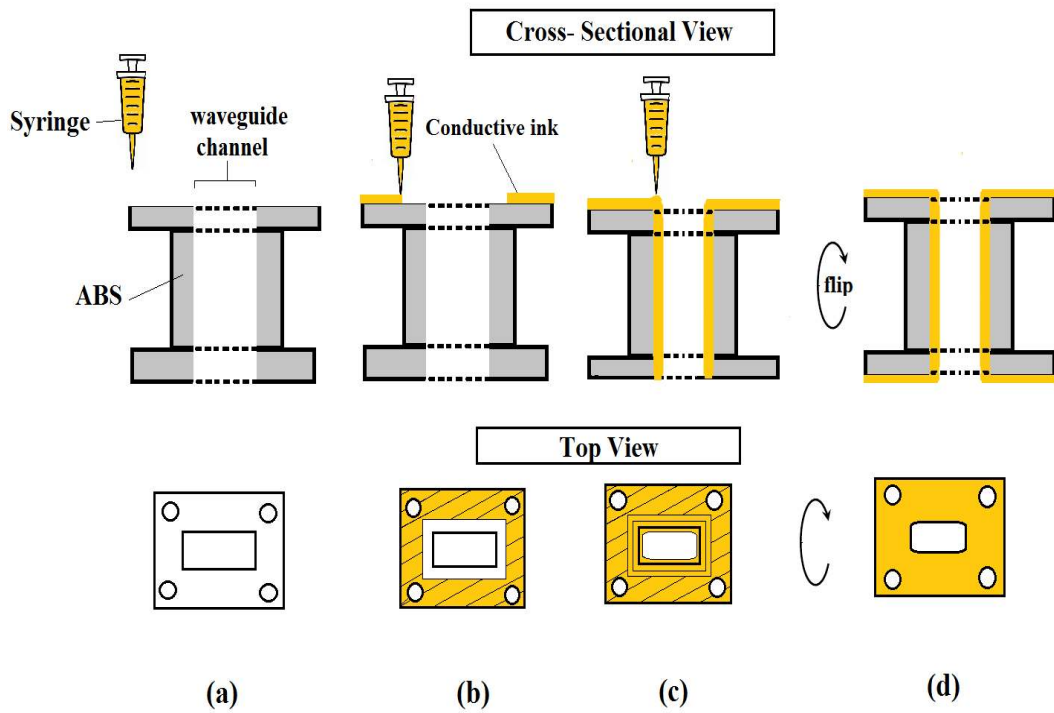 Cross- Sectional View
Syringe
waveguide
channel
Conductive ink
ABS
flip
Top View
(a)
(b)
(c)
(d)